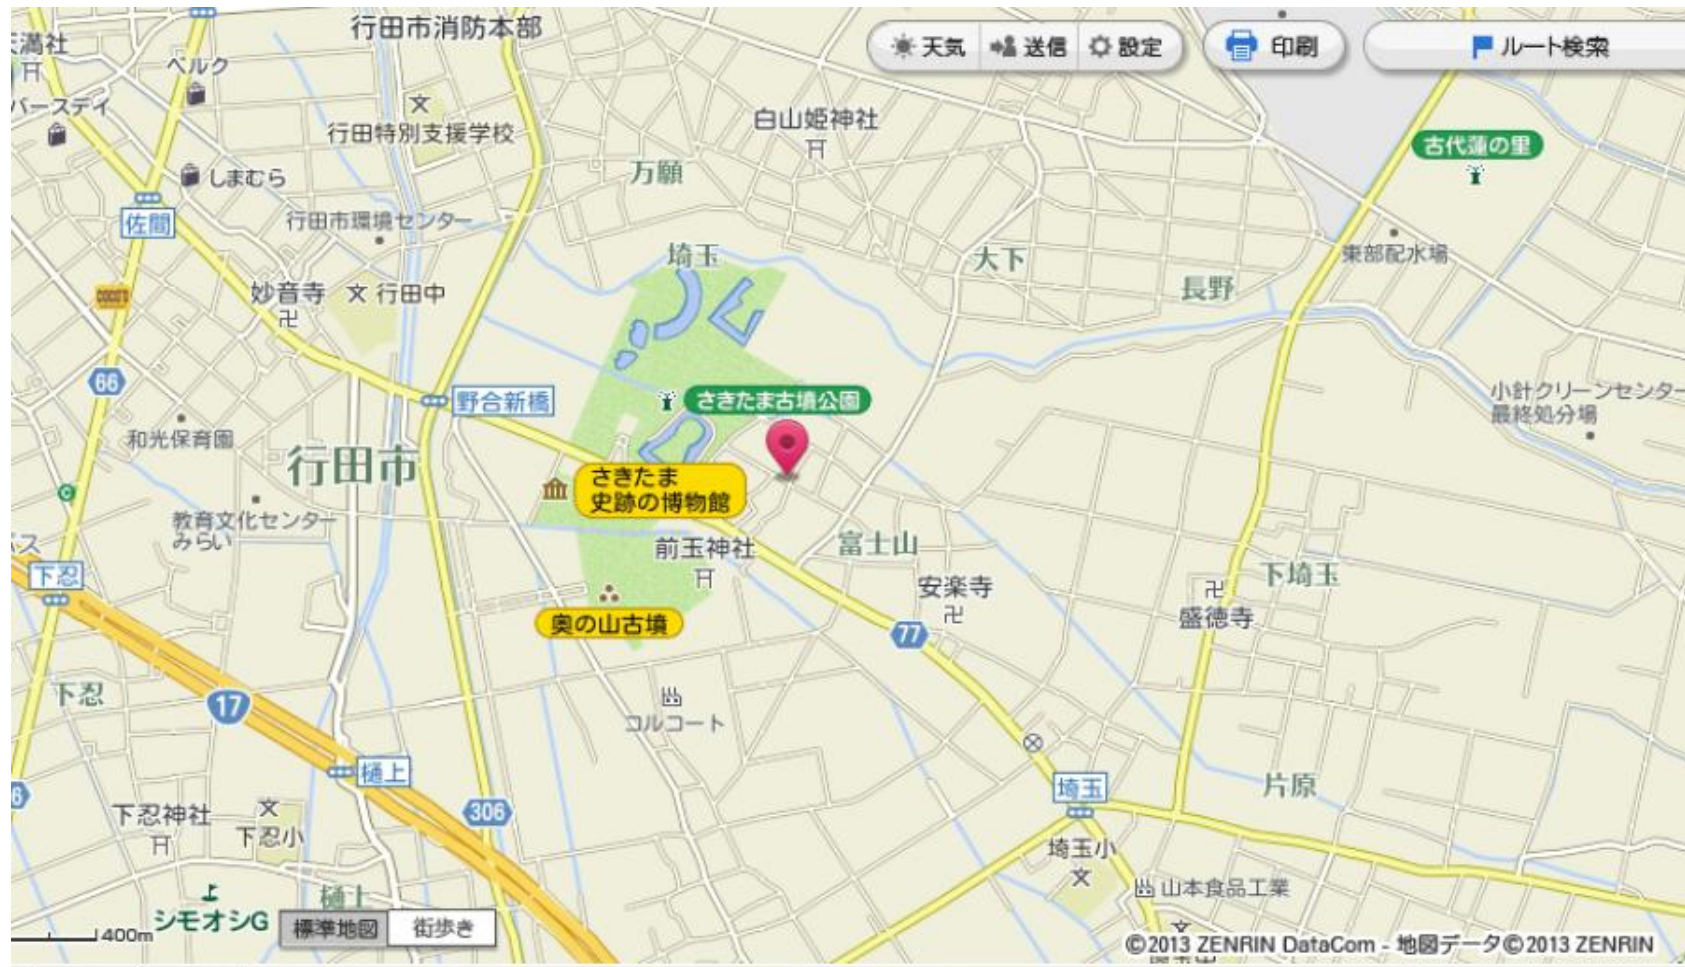 行田市消防本部
天気
送信
設定
印刷
ルート検索
天満社
ベルク
バースデイ
行田特別支援学校
白山姫神社
古代蓮の里
しまむら
万願
佐間
行田市環境センター
埼玉
大下
東部配水場
長野
妙音寺
行田中
66
野合新橋
さきたま古墳公園
小針クリーンセンター
最終処分場
和光保育園
行田市
さきたま
史跡の博物館
教育文化センター
みらい
前玉神社
富士山
安楽寺
下埼玉
盛徳寺
下忍
奥の山古墳
77
下忍
17
コルコート
樋上
埼玉
片原
306
下忍神社
下忍小
埼玉小
山本食品工業
樋上
シモオシG
標準地図
街歩き
400m
©2013 ZENRIN DataCom - 地図データ©2013 ZENRIN